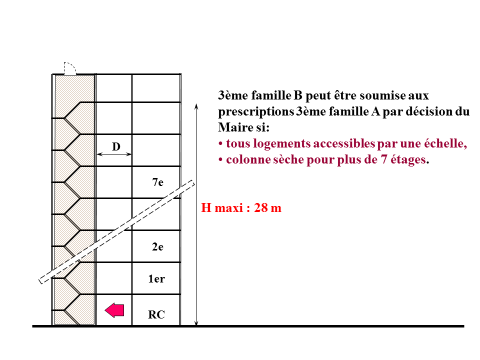 3ème famille B peut être soumise aux
prescriptions 3ème famille A par décision du
Maire si:
• tous logements accessibles par une échelle,
• colonne sèche pour plus de 7 étages.
D
7e
H maxi : 28 m
2e
1er
RC